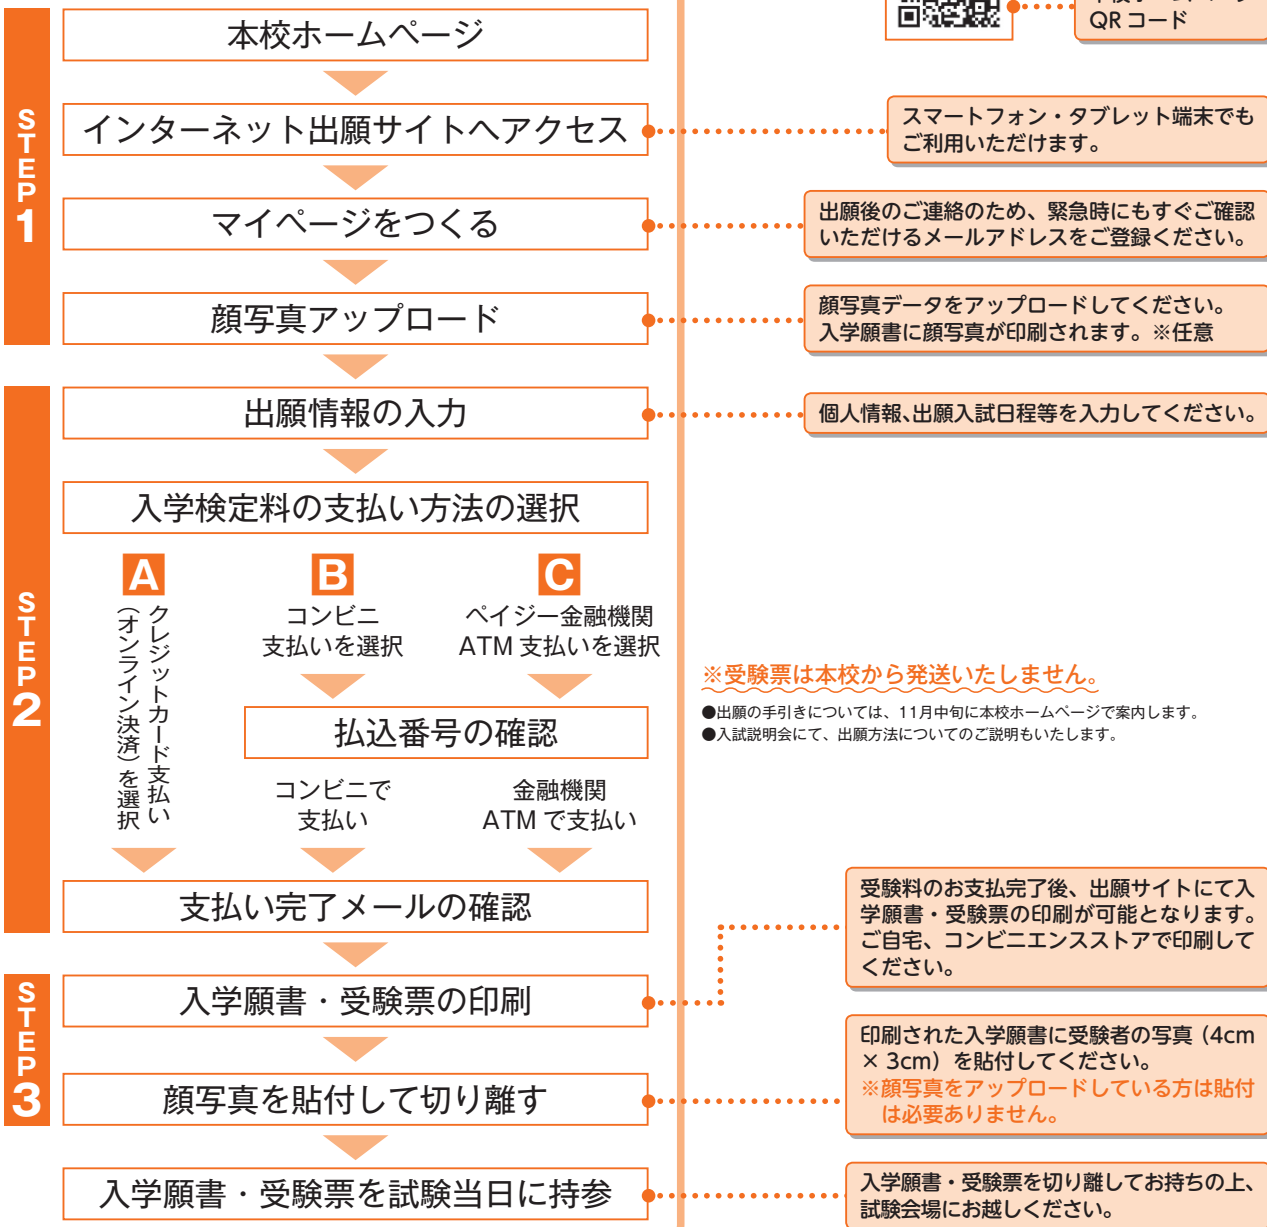 QRコード
STEP1
本校ホームページ
インターネット出願サイトへアクセス
スマートフォン・タブレット端末でも
ご利用いただけます。
マイページをつくる
出願後のご連絡のため、緊急時にもすぐご確認
いただけるメールアドレスをご登録ください。
顔写真アップロード
顔写真データをアップロードしてください。
入学願書に顔写真が印刷されます。※任意
STEP2
出願情報の入力
個人情報、出願入試日程等を入力してください。
入学検定料の支払い方法の選択
A
クレジットカード支払い
（オンライン決済）を選択
B
コンビニ
支払いを選択
C
ペイジー金融機関
ATM 支払いを選択
払込番号の確認
コンビニで
支払い
金融機関
ATM で支払い
※受験票は本校から発送いたしません。
●出願の手引きについては、11月中旬に本校ホームページで案内します。
●入試説明会にて、出願方法についてのご説明もいたします。
支払い完了メールの確認
STEP3
入学願書・受験票の印刷
受験料のお支払完了後、出願サイトにて入
学願書・受験票の印刷が可能となります。
ご自宅、コンビニエンスストアで印刷して
ください。
顔写真を貼付して切り離す
印刷された入学願書に受験者の写真（4cm
× 3cm）を貼付してください。
※顔写真をアップロードしている方は貼付
は必要ありません。
入学願書・受験票を試験当日に持参
入学願書・受験票を切り離してお持ちの上、
試験会場にお越しください。